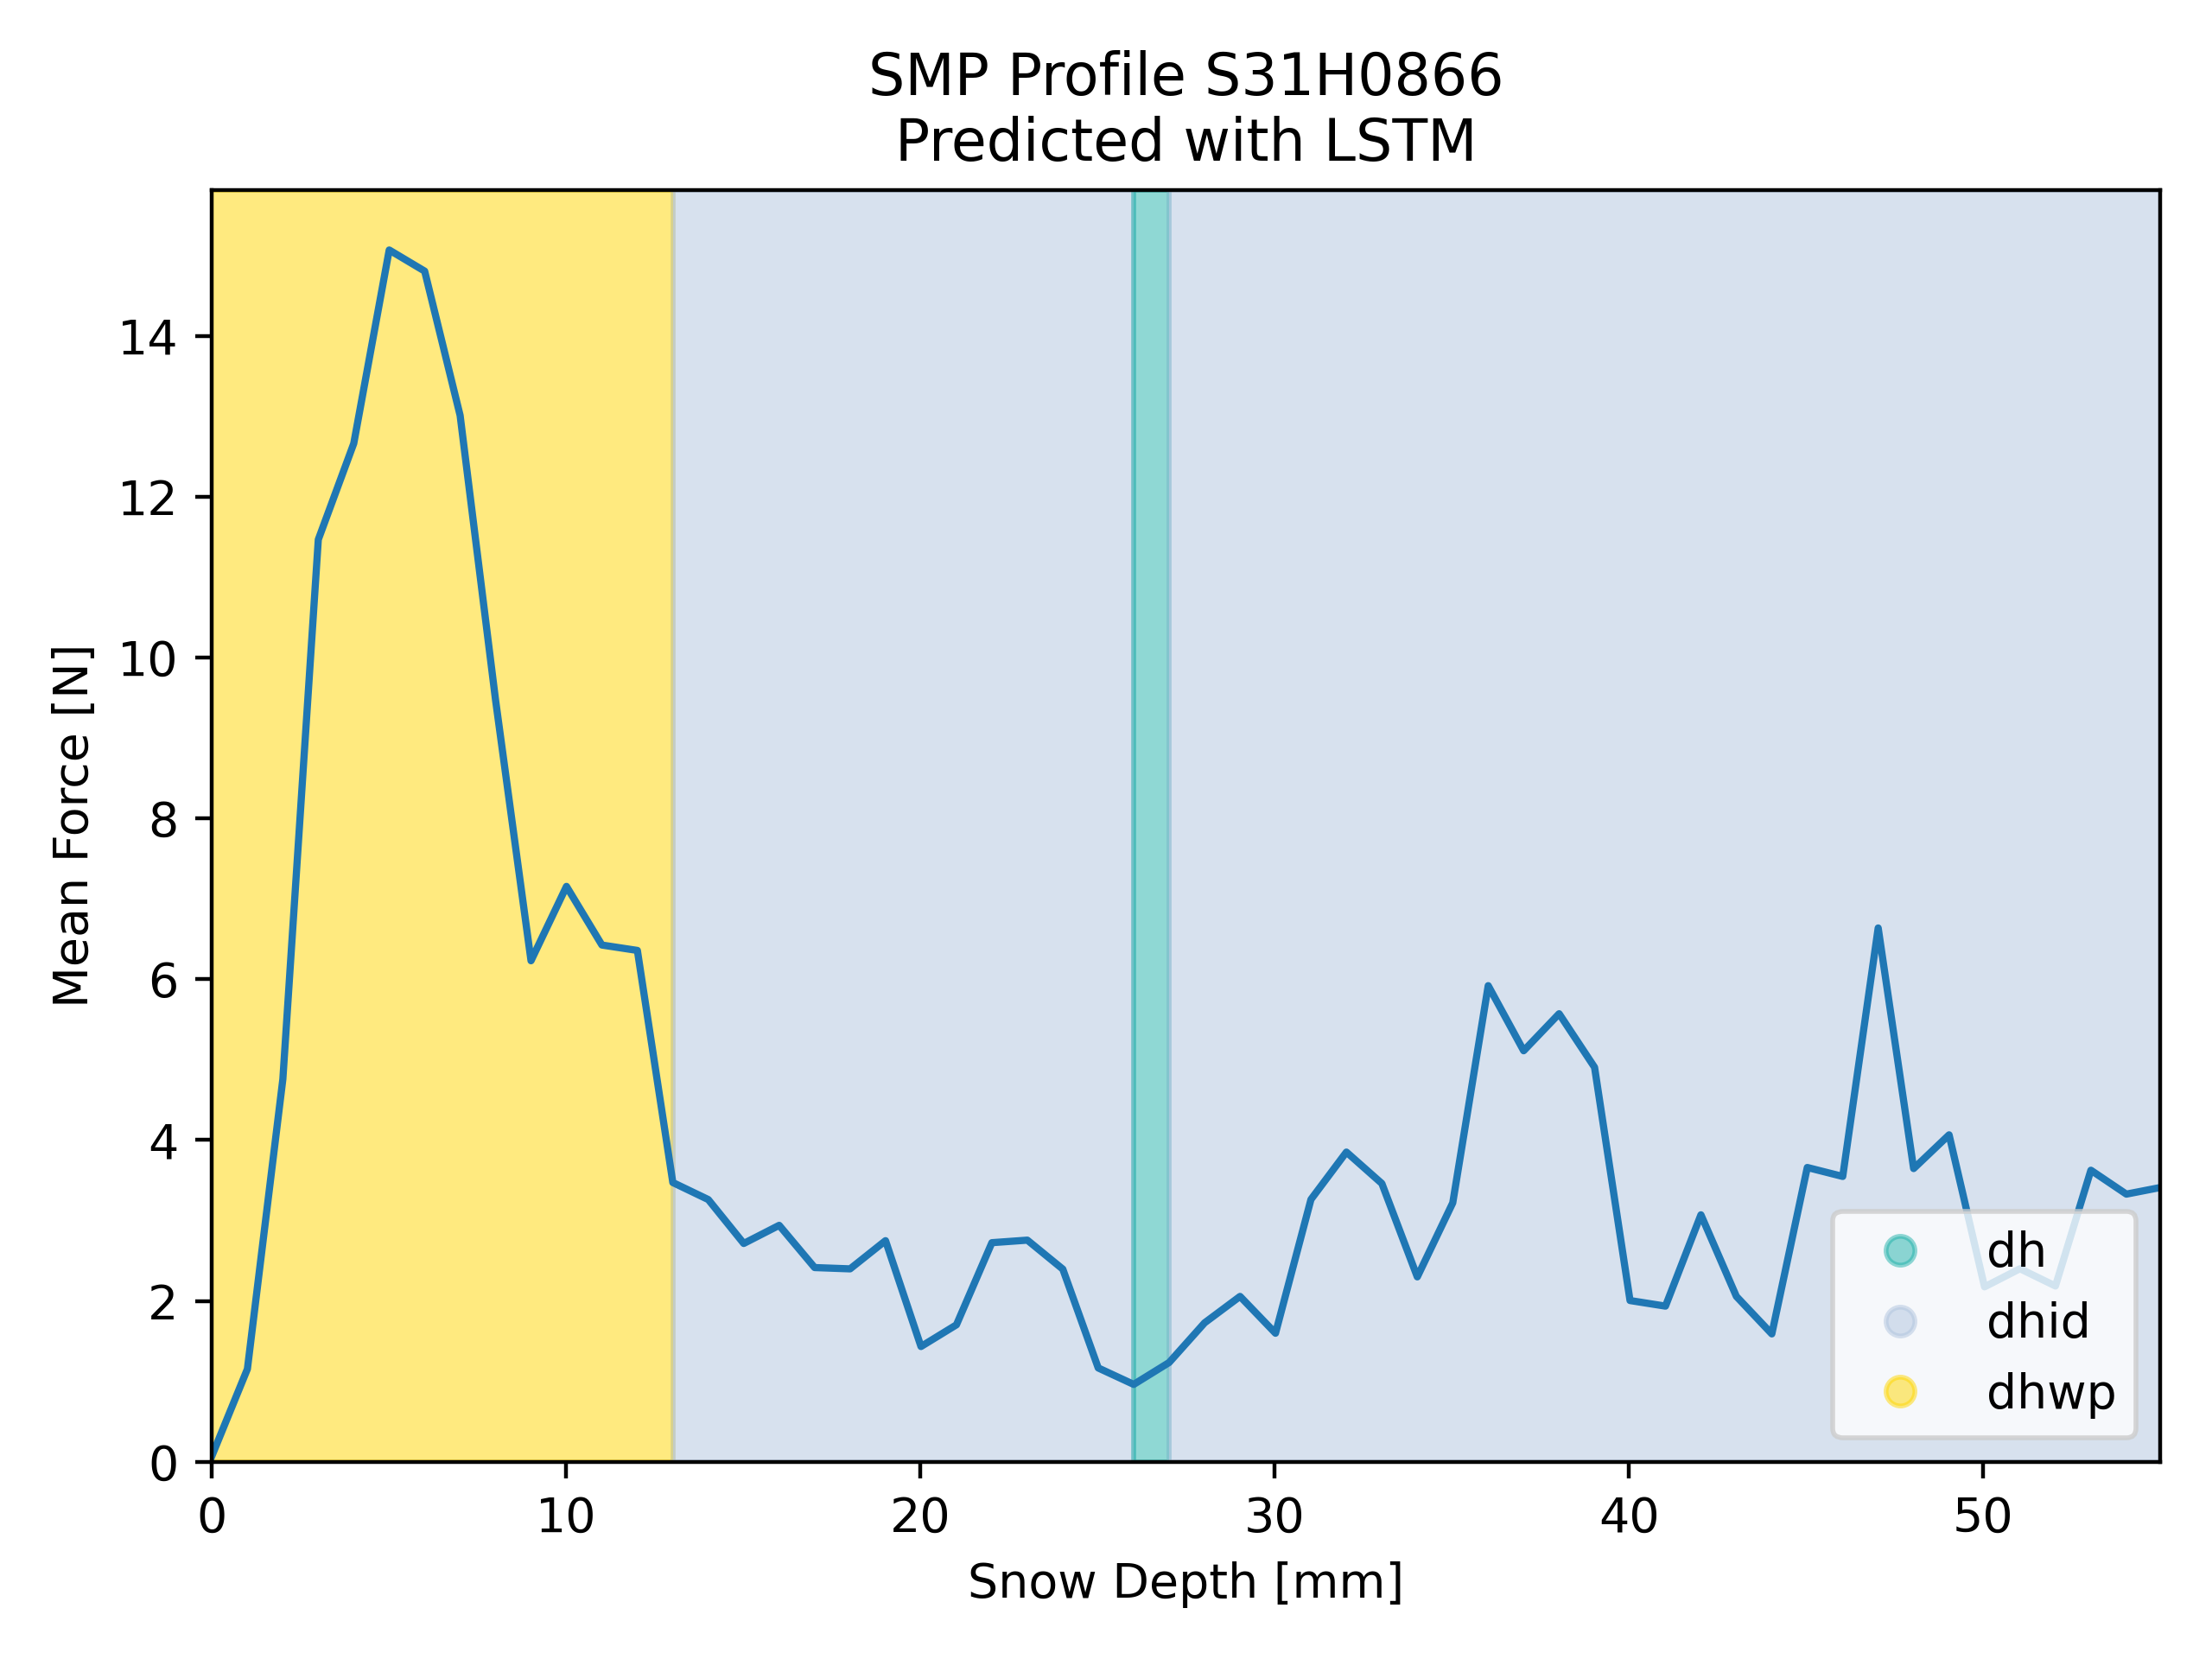 SMP Profile S31H0866
Predicted with LSTM
Mean Force [N]
14
12
10
8
6
4
2
0
0 10 20 30 40 50
Snow Depth [mm]
dh
dhid
dhwp